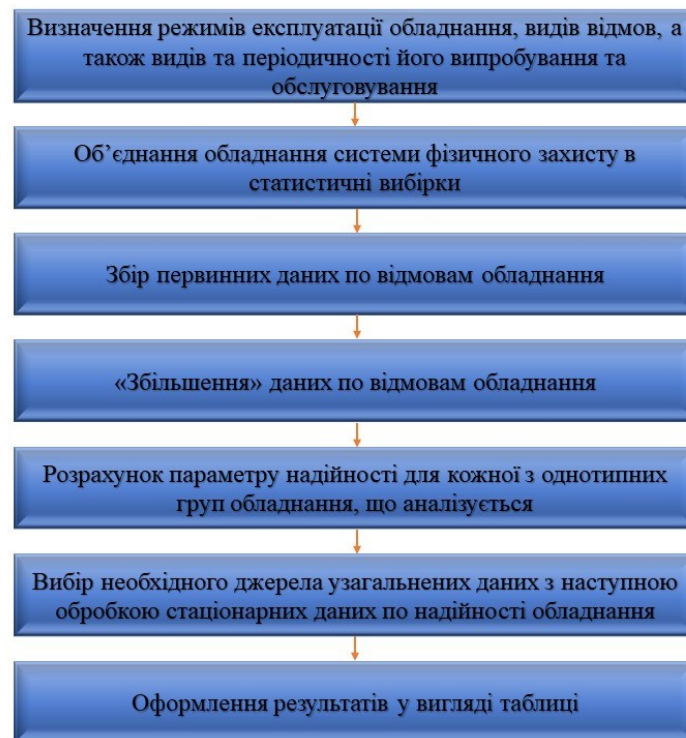 Визначення режимів експлуатації обладнання, видів відмов, а
також видів та періодичності його випробування та
обслуговування
Об’єднання обладнання системи фізичного захисту в
статистичні вибірки
Збір первинних даних по відмовам обладнання
«Збільшення» даних по відмовам обладнання
Розрахунок параметру надійності для кожної з однотипних
груп обладнання, що аналізується
Вибір необхідного джерела узагальнених даних з наступною
обробкою стаціонарних даних по надійності обладнання
Оформлення результатів у вигляді таблиці